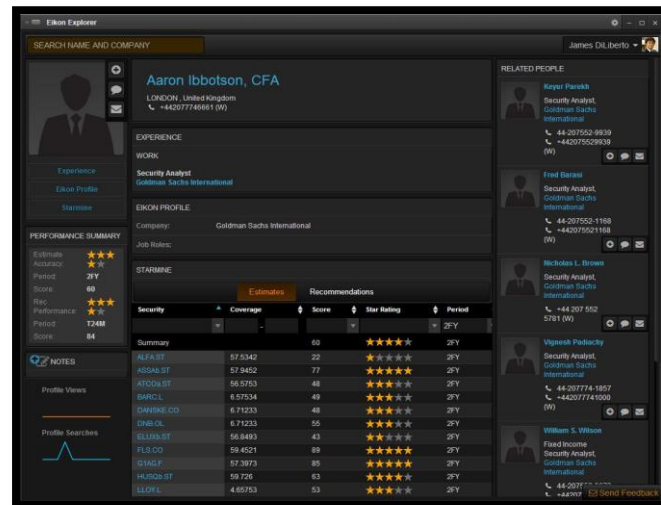 Eikon Explorer
SEARCH NAME AND COMPANY
James DiLiberto
Aaron Ibbotson, CFA
LONDON , United Kingdom
+442077746661 (W)
Experience
Eikon Profile
Starmine
PERFORMANCE SUMMARY
Estimate Accuracy:
Period: 2FY
Score: 60
Rec Performance:
Period: T24M
Score: 84
NOTES
Profile Views
Profile Searches
EXPERIENCE
WORK
Security Analyst
Goldman Sachs International
EIKON PROFILE
Company: Goldman Sachs International
Job Roles:
STARMINE
Estimates Recommendations
Security Coverage Score Star Rating Period
- 2FY
Summary 60 2FY
ALFA.ST 57.5342 22 2FY
ASSAb.ST 57.9452 77 2FY
ATCOa.ST 56.5753 48 2FY
BARC.L 6.57534 49 2FY
DANSKE.CO 6.71233 48 2FY
DNB.OL 6.71233 55 2FY
ELUXb.ST 56.8493 43 2FY
FLS.CO 59.4521 89 2FY
G1AG.F 57.3973 85 2FY
HUSQb.ST 59.726 63 2FY
LLOY.L 4.65753 53 2FY
RELATED PEOPLE
Keyur Parekh
Security Analyst,
Goldman Sachs
International
44-207552-9939
+442075529939
(W)
Fred Barasi
Security Analyst,
Goldman Sachs
International
44-207552-1168
+442075521168
(W)
Nicholas L. Brown
Security Analyst,
Goldman Sachs
International
+44 207 552
5781 (W)
Vignesh Padiachy
Security Analyst,
Goldman Sachs
International
44-207774-1857
+442077741000
(W)
William S. Wilson
Fixed Income
Security Analyst,
Goldman Sachs
International
Send Feedback